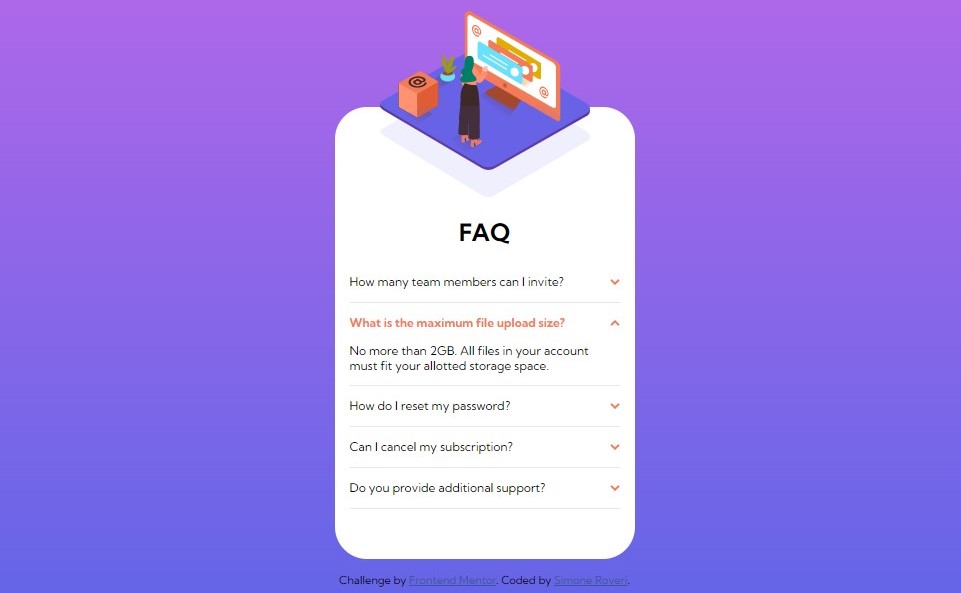 FAQ
How many team members can I invite?
What is the maximum file upload size?
No more than 2GB. All files in your account
must fit your allotted storage space.
How do I reset my password?
Can I cancel my subscription?
Do you provide additional support?
Challenge by Frontend Mentor. Coded by Simone Roveri.